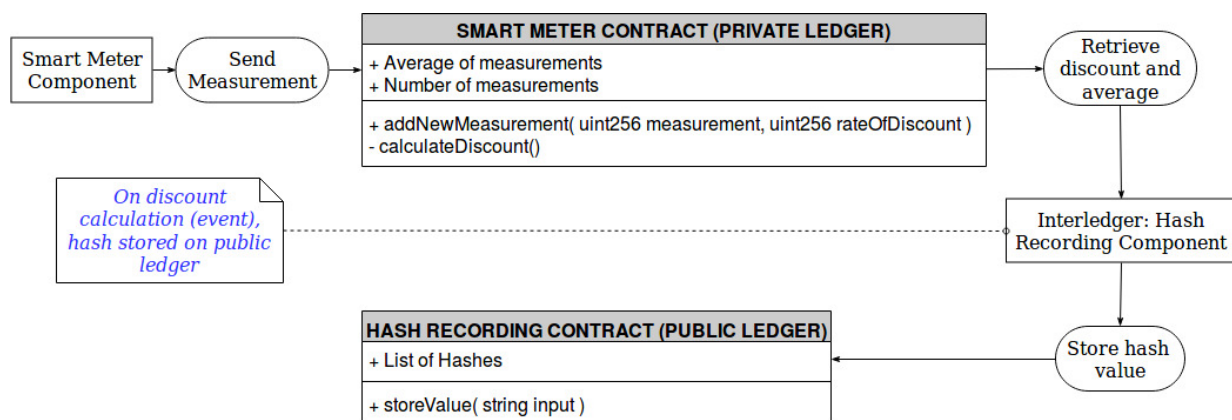 Smart Meter
Component
Send
Measurement
SMART METER CONTRACT (PRIVATE LEDGER)
+ Average of measurements
+ Number of measurements
+ addNewMeasurement( uint256 measurement, uint256 rateOfDiscount )
- calculateDiscount()
Retrieve
discount and
average
On discount
calculation (event),
hash stored on public
ledger
Interledger: Hash
Recording Component
HASH RECORDING CONTRACT (PUBLIC LEDGER)
+ List of Hashes
+ storeValue( string input )
Store hash
value